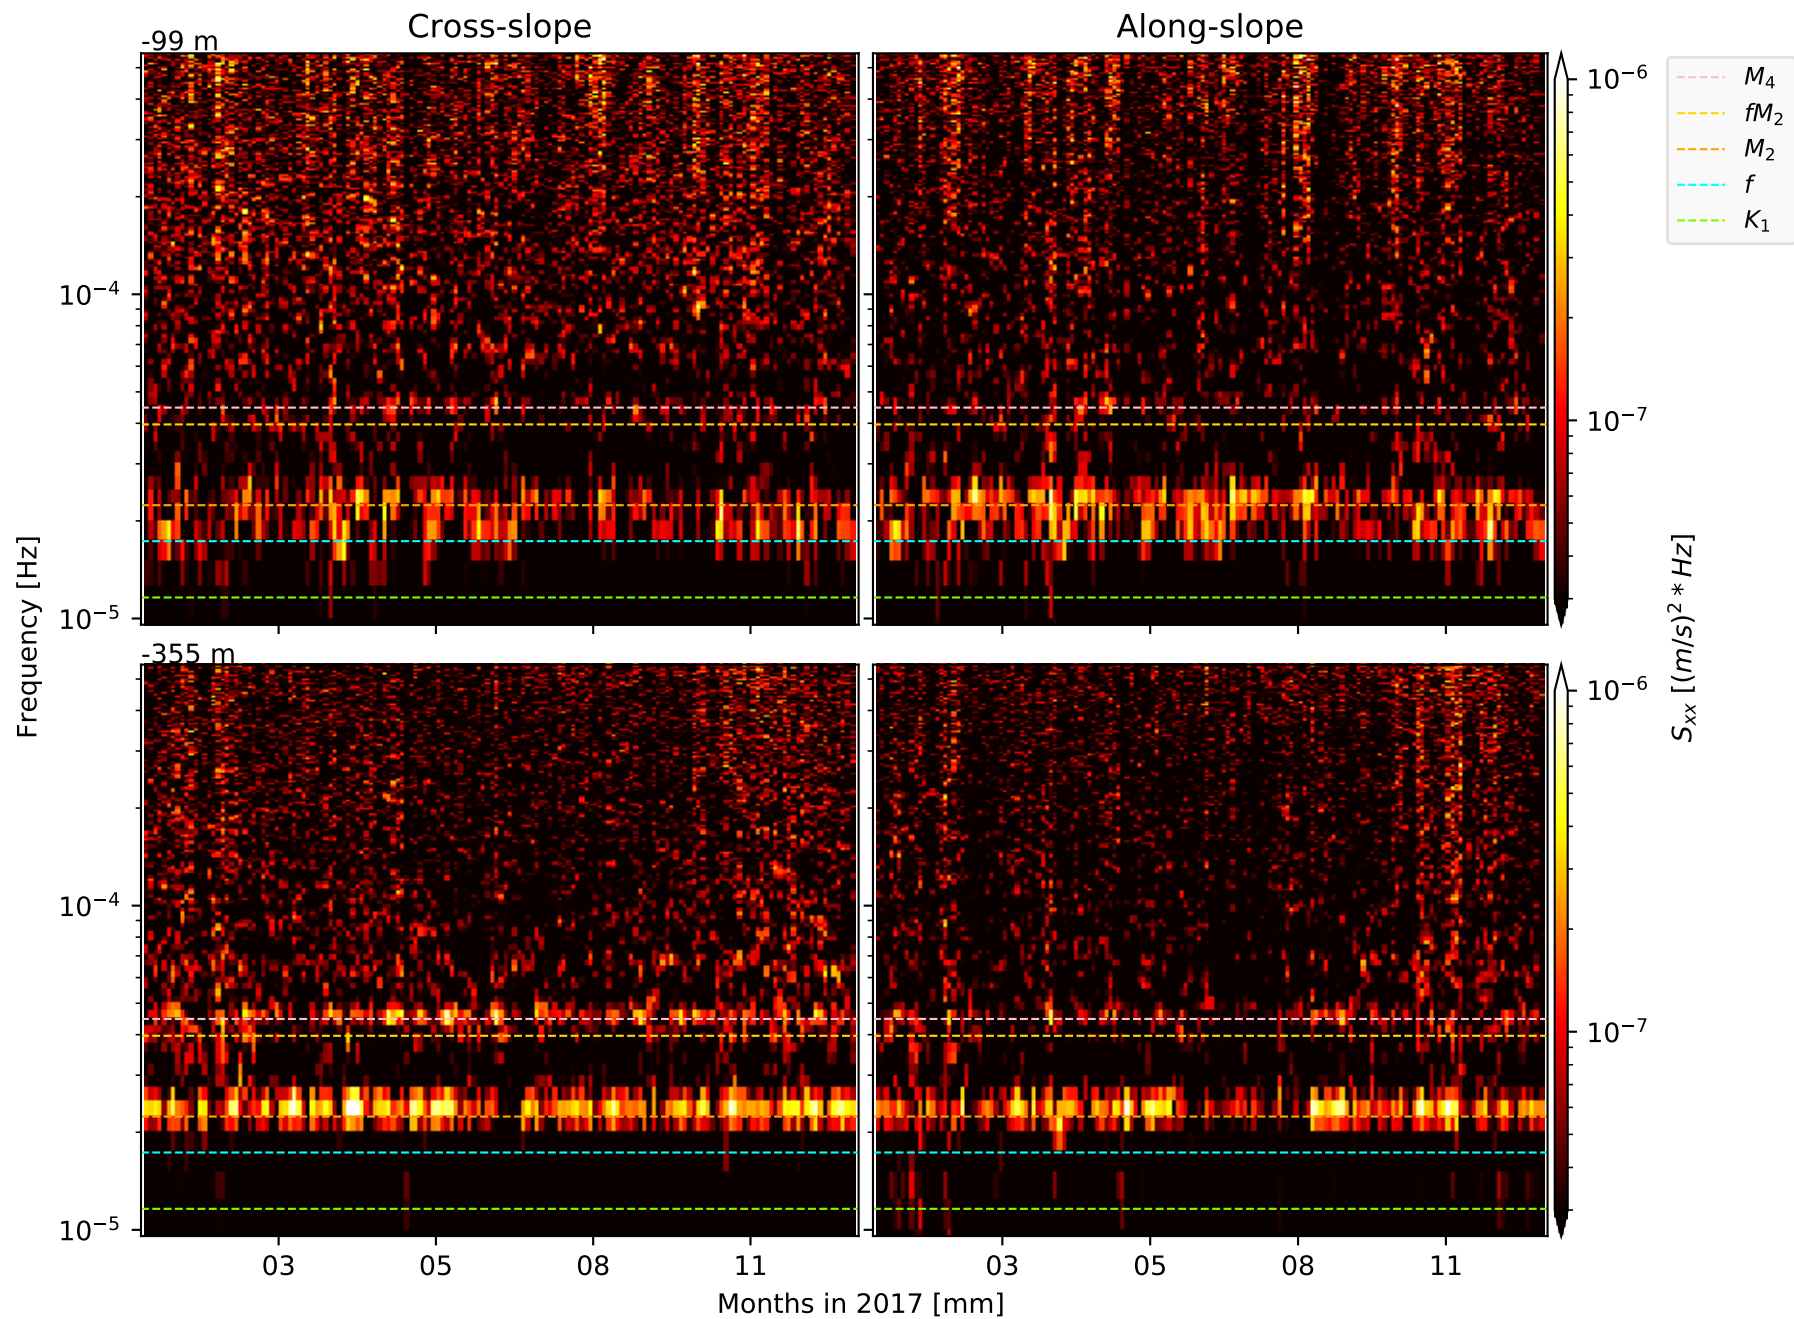 Cross-slope
Along-slope
-99 m
10⁻⁴
10⁻⁵
10⁻⁶
10⁻⁷
M₄
fM₂
M₂
f
K₁
Frequency [Hz]
Sₓₓ [(m/s)² * Hz]
-355 m
10⁻⁴
10⁻⁵
10⁻⁶
10⁻⁷
03 05 08 11
03 05 08 11
Months in 2017 [mm]